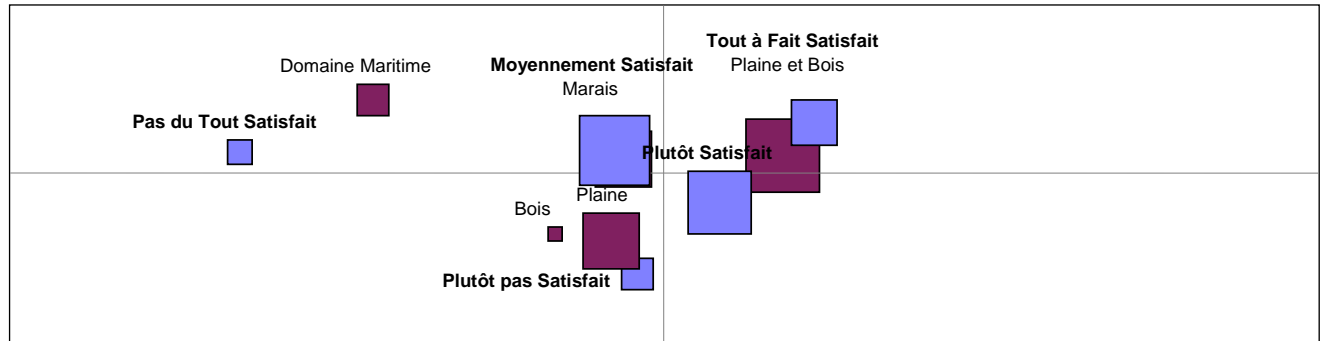 Tout à Fait Satisfait
Domaine Maritime
Moyennement Satisfait
Plaine et Bois
Marais
Pas du Tout Satisfait
Plutôt Satisfait
Plaine
Bois
Plutôt pas Satisfait